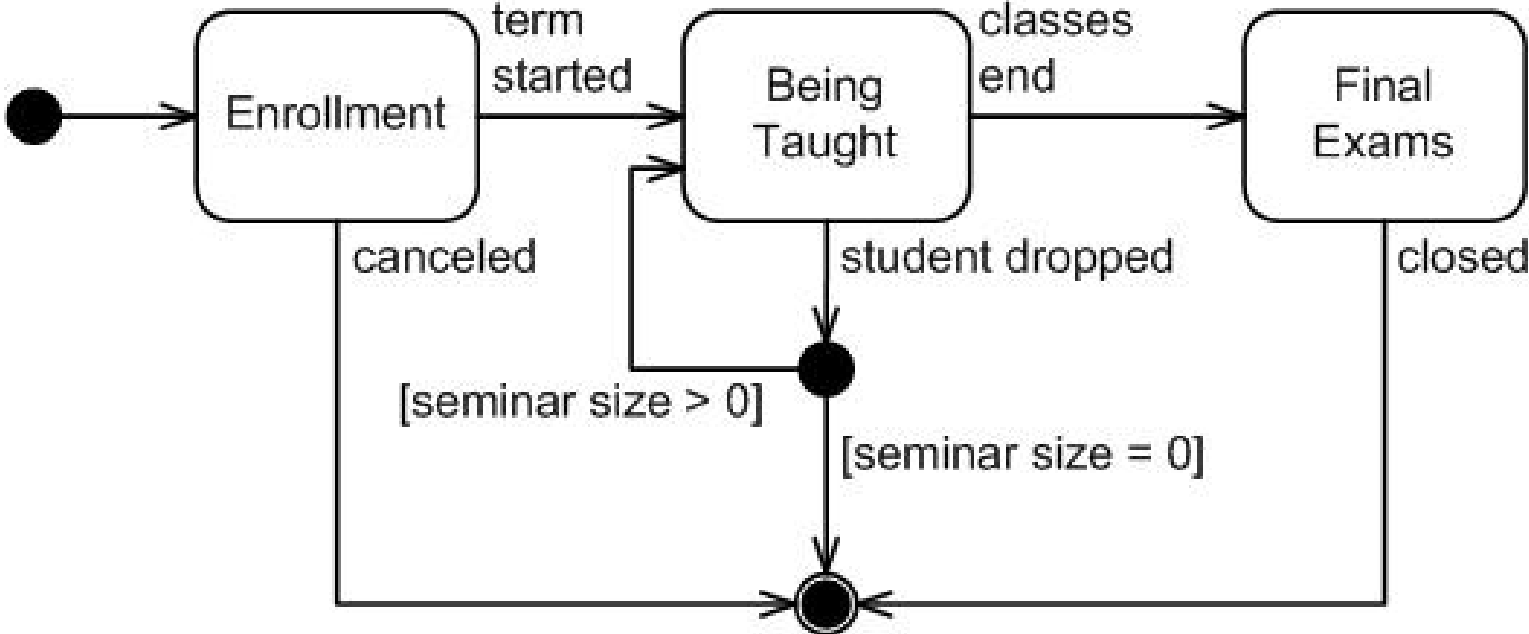 term
started
classes
end
Enrollment
Being
Taught
Final
Exams
canceled
student dropped
closed
[seminar size > 0]
[seminar size = 0]